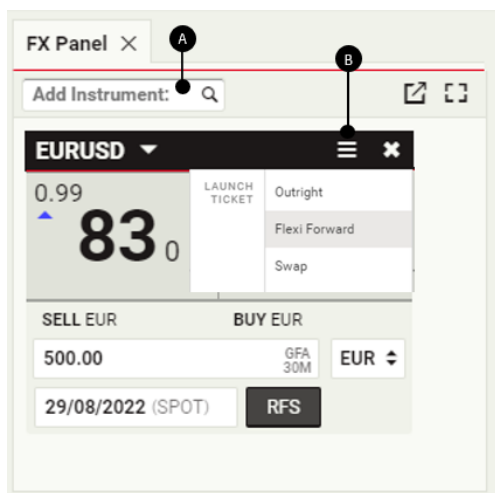 FX Panel
A
B
Add Instrument:
EURUSD
0.99
83 0
LAUNCH
TICKET
Outright
Flexi Forward
Swap
SELL EUR
BUY EUR
500.00
GFA
30M
EUR
29/08/2022 (SPOT)
RFS